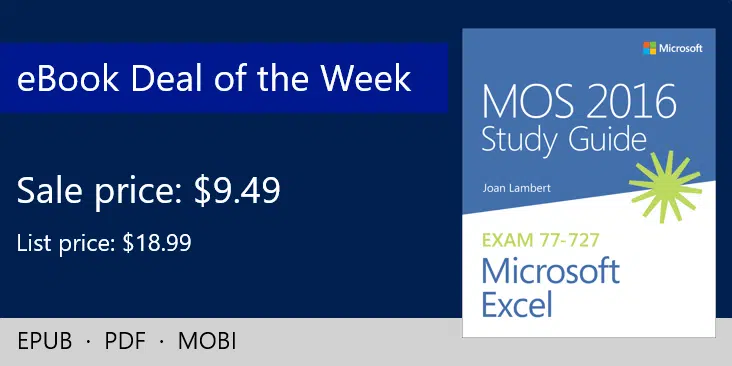 eBook Deal of the Week
Sale price: $9.49
List price: $18.99
EPUB · PDF · MOBI
Microsoft
MOS 2016
Study Guide
Joan Lambert
EXAM 77-727
Microsoft
Excel